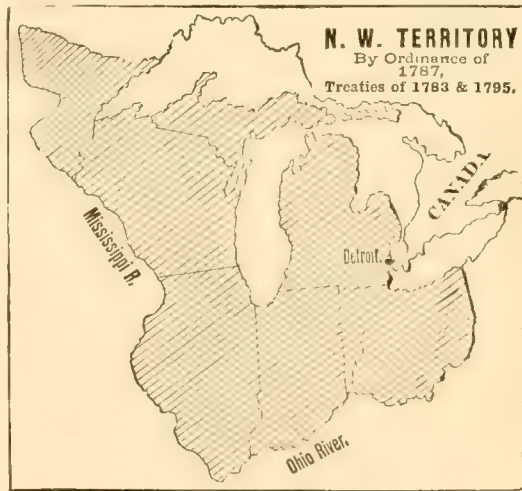 N. W. TERRITORY
By Ordinance of
1787,
Treaties of 1783 & 1795.
CANADA
Detroit.
Mississippi R.
Ohio River.